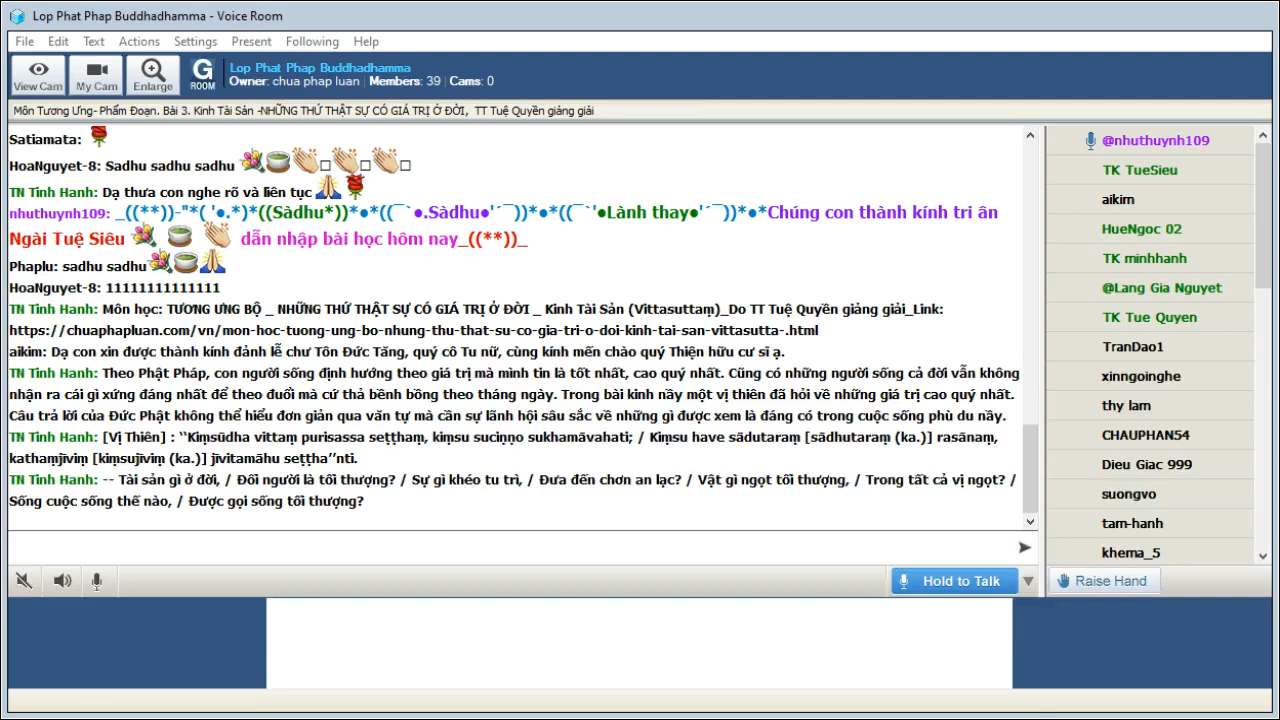 Lop Phat Phap Buddhadhamma - Voice Room
File Edit Text Actions Settings Present Following Help
View Cam My Cam Enlarge G ROOM
Lop Phat Phap Buddhadhamma
Owner: chua phap luan Members: 39 Cams: 0
Môn Tương Ưng- Phẩm Đoạn. Bài 3. Kinh Tài Sản -NHỮNG THỨ THẬT SỰ CÓ GIÁ TRỊ Ở ĐỜI, TT Tuệ Quyền giảng giải
Satiamata:
HoaNguyet-8: Sadhu sadhu sadhu
TN Tinh Hanh: Dạ thưa con nghe rõ và liên tục
nhuthuynh109: _((**))-"*( '●.*)*((Sàdhu*))*●*((¯`●.Sàdhu●'´¯))*●*((¯`'●Lành thay●'´¯))*●*Chúng con thành kính tri ân
Ngài Tuệ Siêu dẫn nhập bài học hôm nay_((**))_
Phaplu: sadhu sadhu
HoaNguyet-8: 11111111111111
TN Tinh Hanh: Môn học: TƯƠNG ƯNG BỘ _ NHỮNG THỨ THẬT SỰ CÓ GIÁ TRỊ Ở ĐỜI _ Kinh Tài Sản (Vittasuttaṃ)_Do TT Tuệ Quyền giảng giải_Link:
https://chuaphapluan.com/vn/mon-hoc-tuong-ung-bo-nhung-thu-that-su-co-gia-tri-o-doi-kinh-tai-san-vittasutta-.html
aikim: Dạ con xin được thành kính đảnh lễ chư Tôn Đức Tăng, quý cô Tu nữ, cùng kính mến chào quý Thiện hữu cư sĩ ạ.
TN Tinh Hanh: Theo Phật Pháp, con người sống định hướng theo giá trị mà mình tin là tốt nhất, cao quý nhất. Cũng có những người sống cả đời vẫn không
nhận ra cái gì xứng đáng nhất để theo đuổi mà cứ thả bềnh bồng theo tháng ngày. Trong bài kinh nầy một vị thiên đã hỏi về những giá trị cao quý nhất.
Câu trả lời của Đức Phật không thể hiểu đơn giản qua văn tự mà cần sự lãnh hội sâu sắc về những gì được xem là đáng có trong cuộc sống phù du nầy.
TN Tinh Hanh: [Vị Thiên] : ‘‘Kiṃsūdha vittaṃ purisassa seṭṭhaṃ, kiṃsu suciṇṇo sukhamāvahati; / Kiṃsu have sādutaraṃ [sādhutaraṃ (ka.)] rasānaṃ,
kathaṃjīviṃ [kiṃsujīviṃ (ka.)] jīvitamāhu seṭṭha’’nti.
TN Tinh Hanh: -- Tài sản gì ở đời, / Đối người là tối thượng? / Sự gì khéo tu trì, / Đưa đến chơn an lạc? / Vật gì ngọt tối thượng, / Trong tất cả vị ngọt? /
Sống cuộc sống thế nào, / Được gọi sống tối thượng?
@nhuthuynh109
TK TueSieu
aikim
HueNgoc 02
TK minhhanh
@Lang Gia Nguyet
TK Tue Quyen
TranDao1
xinngoinghe
thy lam
CHAUPHAN54
Dieu Giac 999
suongvo
tam-hanh
khema_5
Hold to Talk
Raise Hand